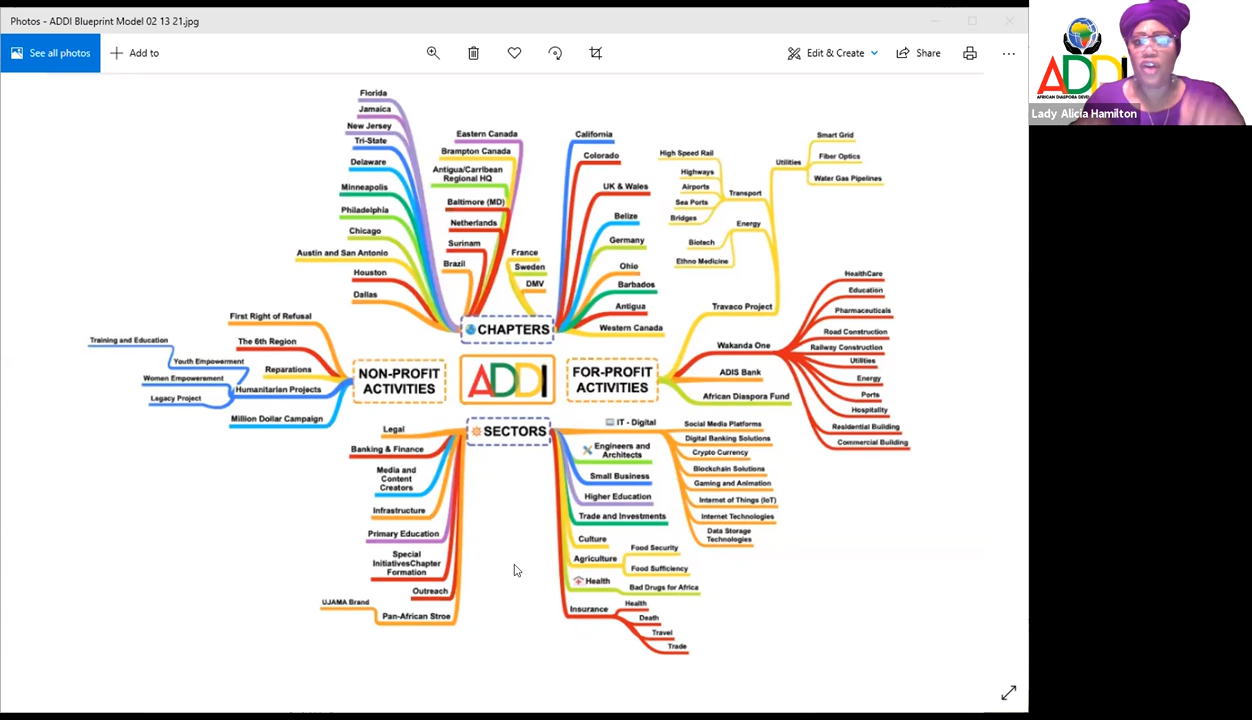 Photos - ADDI Blueprint Model 02 13 21.jpg
See all photos
Add to
Edit & Create
Share
ADDI
AFRICAN DIASPORA DEVEL
Lady Alicia Hamilton
Florida
Jamaica
New Jersey
Tri-State
Delaware
Minneapolis
Philadelphia
Chicago
Austin and San Antonio
Houston
Dallas
Eastern Canada
Brampton Canada
Antigua/Carribean
Regional HQ
Baltimore (MD)
Netherlands
Surinam
Brazil
France
Sweden
DMV
California
Colorado
UK & Wales
Belize
Germany
Ohio
Barbados
Antigua
Western Canada
CHAPTERS
High Speed Rail
Highways
Airports
Sea Ports
Bridges
Transport
Utilities
Smart Grid
Fiber Optics
Water Gas Pipelines
Energy
Biotech
Ethno Medicine
Travaco Project
Wakanda One
ADIS Bank
African Diaspora Fund
HealthCare
Education
Pharmaceuticals
Road Construction
Railway Construction
Utilities
Energy
Ports
Hospitality
Residential Building
Commercial Building
First Right of Refusal
The 6th Region
Reparations
Humanitarian Projects
Million Dollar Campaign
Training and Education
Youth Empowerment
Women Empowersment
Legacy Project
NON-PROFIT
ACTIVITIES
ADDI
FOR-PROFIT
ACTIVITIES
SECTORS
Legal
Banking & Finance
Media and
Content
Creators
Infrastructure
Primary Education
Special
InitiativesChapter
Formation
Outreach
UJAMA Brand
Pan-African Stroe
IT - Digital
Engineers and
Architects
Small Business
Higher Education
Trade and Investments
Culture
Agriculture
Health
Insurance
Social Media Platforms
Digital Banking Solutions
Crypto Currency
Blockchain Solutions
Gaming and Animation
Internet of Things (IoT)
Internet Technologies
Data Storage
Technologies
Food Security
Food Sufficiency
Bad Drugs for Africa
Health
Death
Travel
Trade